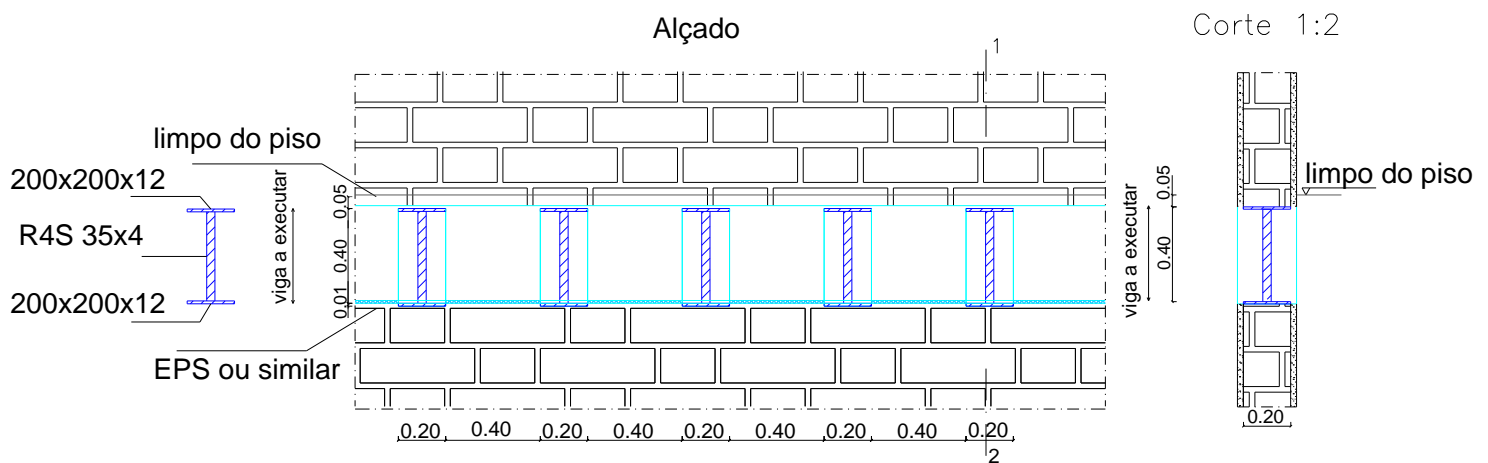 Alçado
Corte 1:2
1
limpo do piso
200x200x12
R4S 35x4
200x200x12
viga a executar
0.05
0.40
0.01
EPS ou similar
viga a executar
0.05
0.40
limpo do piso
0.20 0.40 0.20 0.40 0.20 0.40 0.20 0.40 0.20
2
0.20